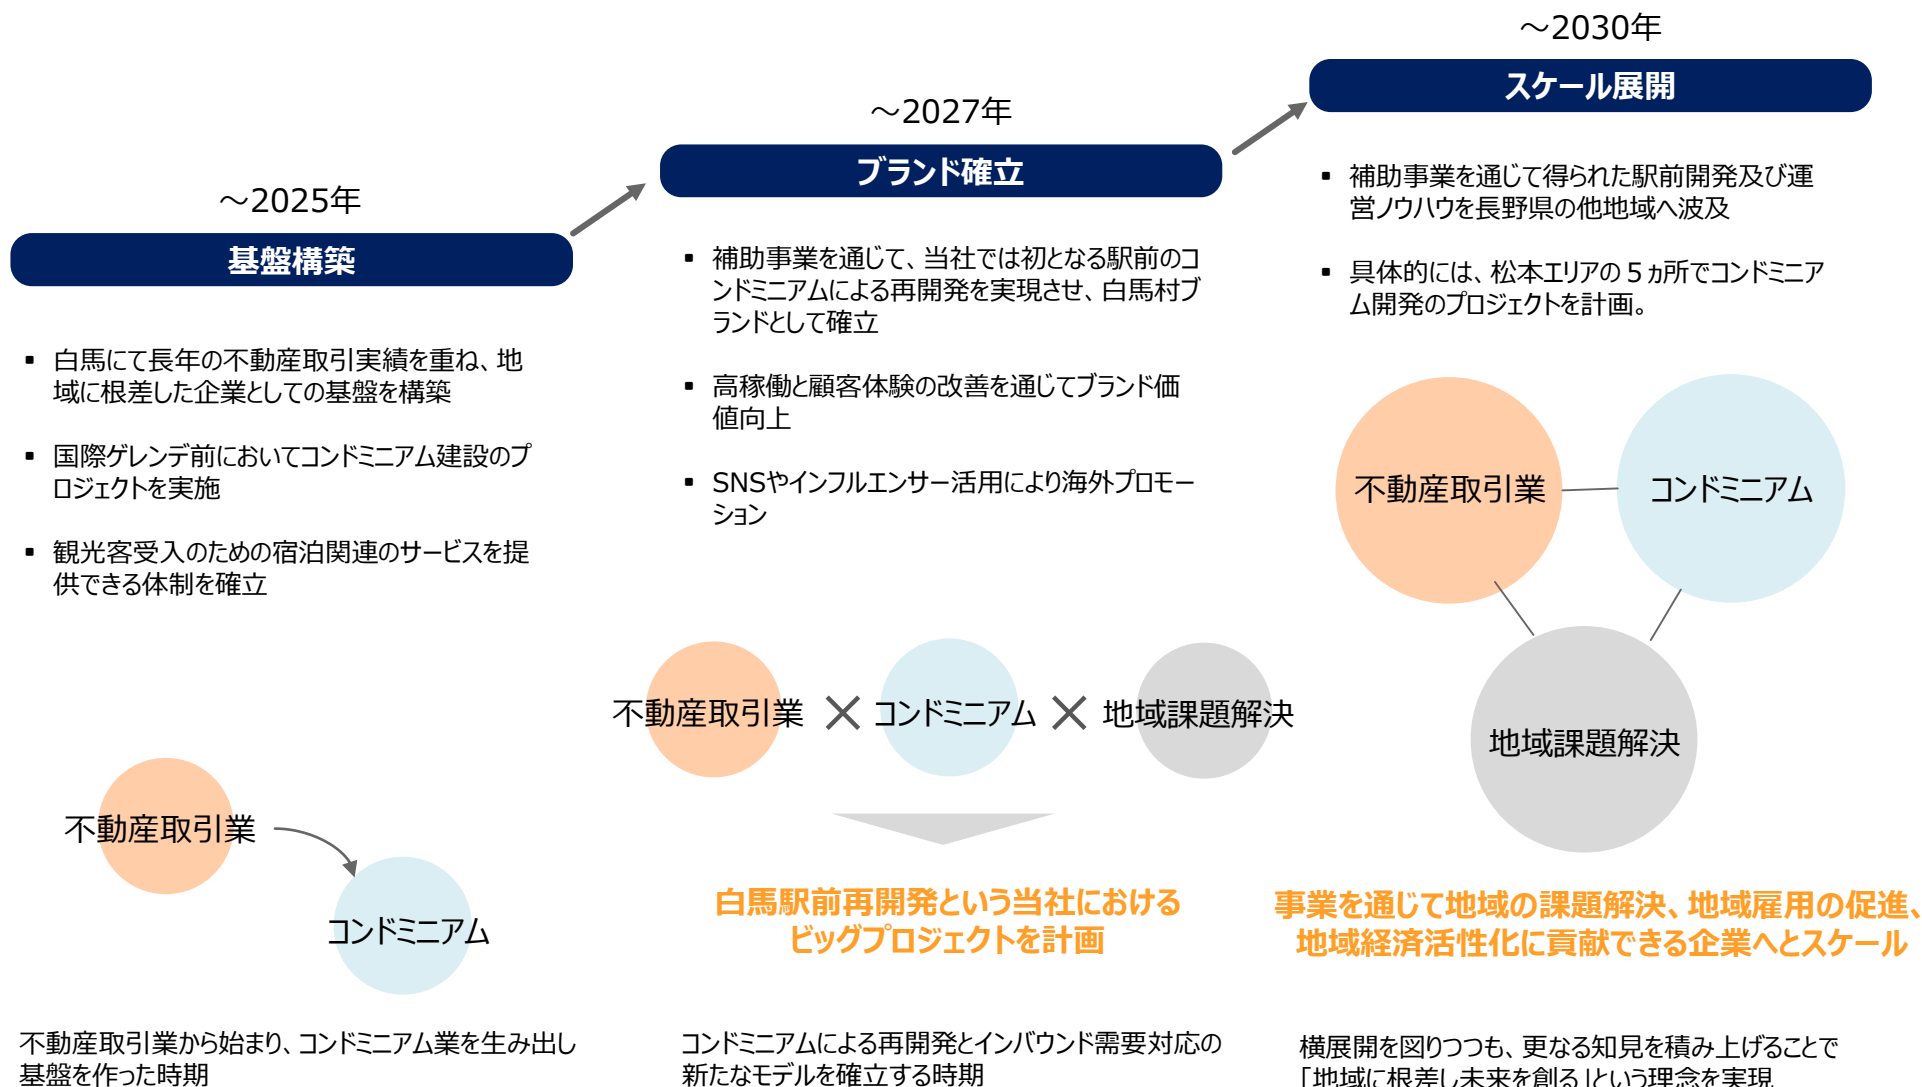 ～2025年
基盤構築
▪ 白馬にて長年の不動産取引実績を重ね、地
域に根差した企業としての基盤を構築
▪ 国際ゲレンデ前においてコンドミニアム建設のプ
ロジェクトを実施
▪ 観光客受入のための宿泊関連のサービスを提
供できる体制を確立
不動産取引業
コンドミニアム
不動産取引業から始まり、コンドミニアム業を生み出し
基盤を作った時期
～2027年
ブランド確立
▪ 補助事業を通じて、当社では初となる駅前のコ
ンドミニアムによる再開発を実現させ、白馬村ブ
ランドとして確立
▪ 高稼働と顧客体験の改善を通じてブランド価
値向上
▪ SNSやインフルエンサー活用により海外プロモー
ション
不動産取引業 × コンドミニアム × 地域課題解決
白馬駅前再開発という当社における
ビッグプロジェクトを計画
コンドミニアムによる再開発とインバウンド需要対応の
新たなモデルを確立する時期
～2030年
スケール展開
▪ 補助事業を通じて得られた駅前開発及び運
営ノウハウを長野県の他地域へ波及
▪ 具体的には、松本エリアの５ヵ所でコンドミニア
ム開発のプロジェクトを計画。
不動産取引業
コンドミニアム
地域課題解決
事業を通じて地域の課題解決、地域雇用の促進、
地域経済活性化に貢献できる企業へとスケール
横展開を図りつつも、更なる知見を積み上げることで
「地域に根差し未来を創る」という理念を実現